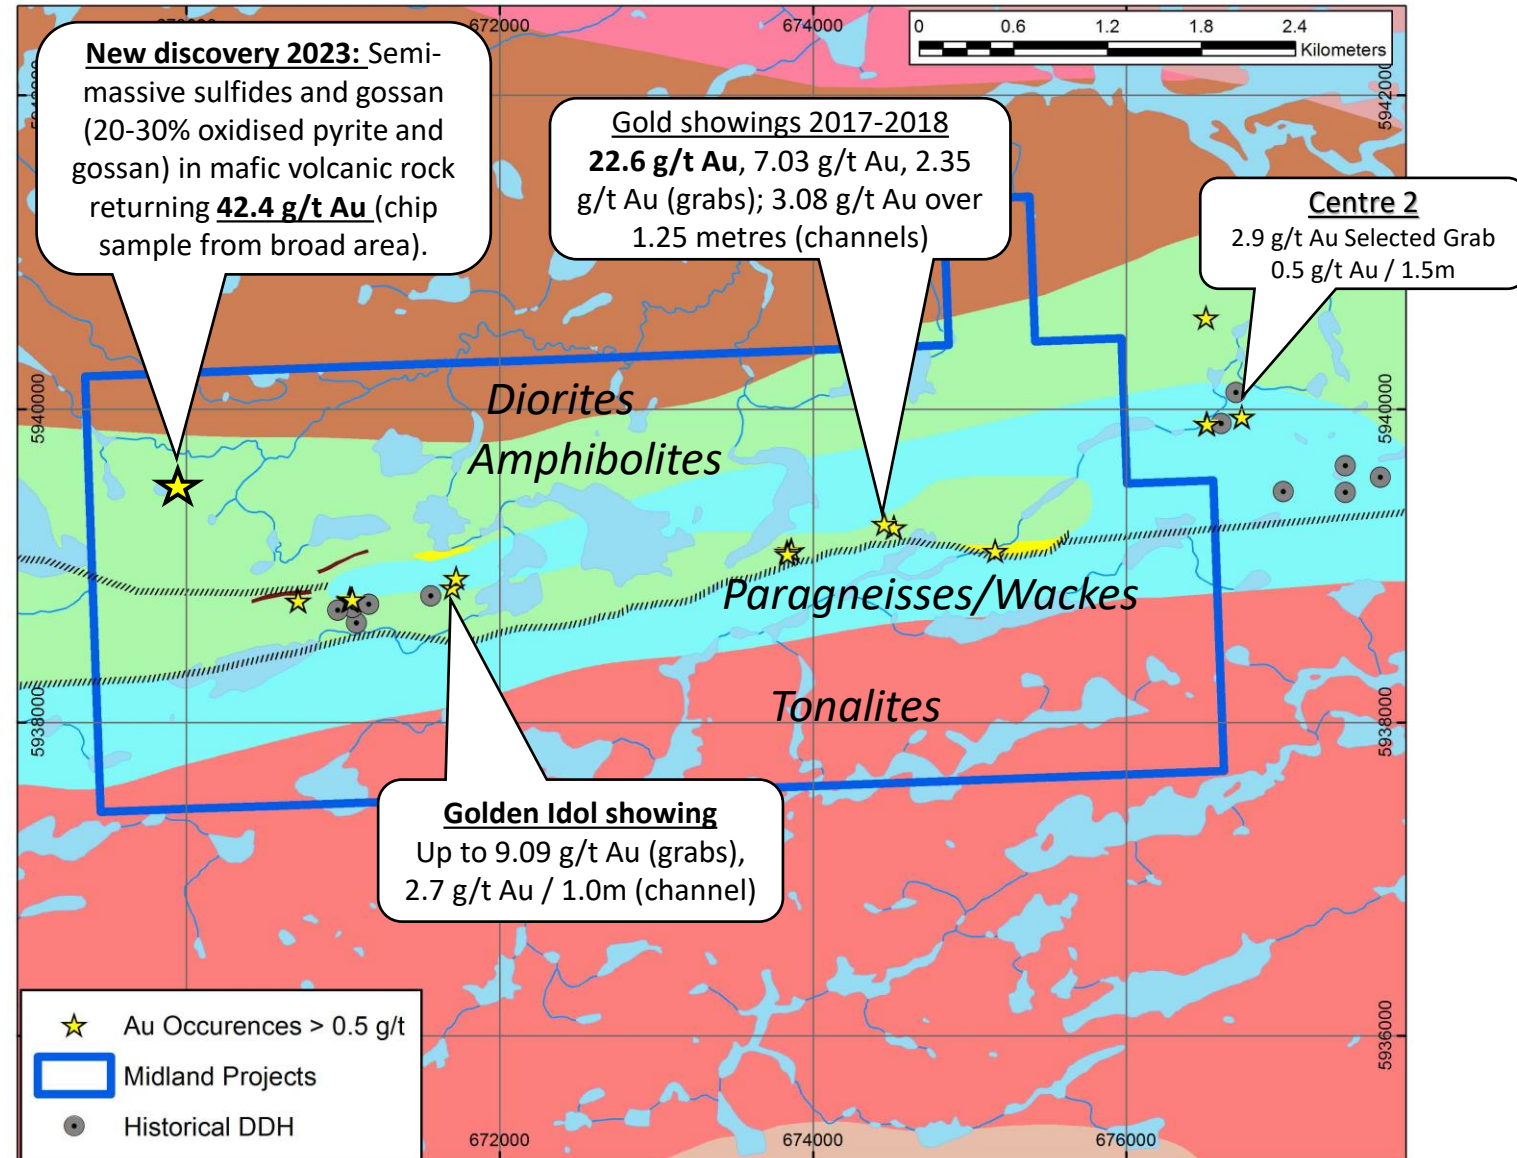 672000
674000
0 0.6 1.2 1.8 2.4
Kilometers
New discovery 2023: Semi-
massive sulfides and gossan
(20-30% oxidised pyrite and
gossan) in mafic volcanic rock
returning 42.4 g/t Au (chip
sample from broad area).
Gold showings 2017-2018
22.6 g/t Au, 7.03 g/t Au, 2.35
g/t Au (grabs); 3.08 g/t Au over
1.25 metres (channels)
5942000
Centre 2
2.9 g/t Au Selected Grab
0.5 g/t Au / 1.5m
5940000
5940000
Diorites
Amphibolites
Paragneisses/Wackes
Tonalites
5938000
5938000
Golden Idol showing
Up to 9.09 g/t Au (grabs),
2.7 g/t Au / 1.0m (channel)
5936000
Au Occurences > 0.5 g/t
Midland Projects
Historical DDH
672000
674000
676000